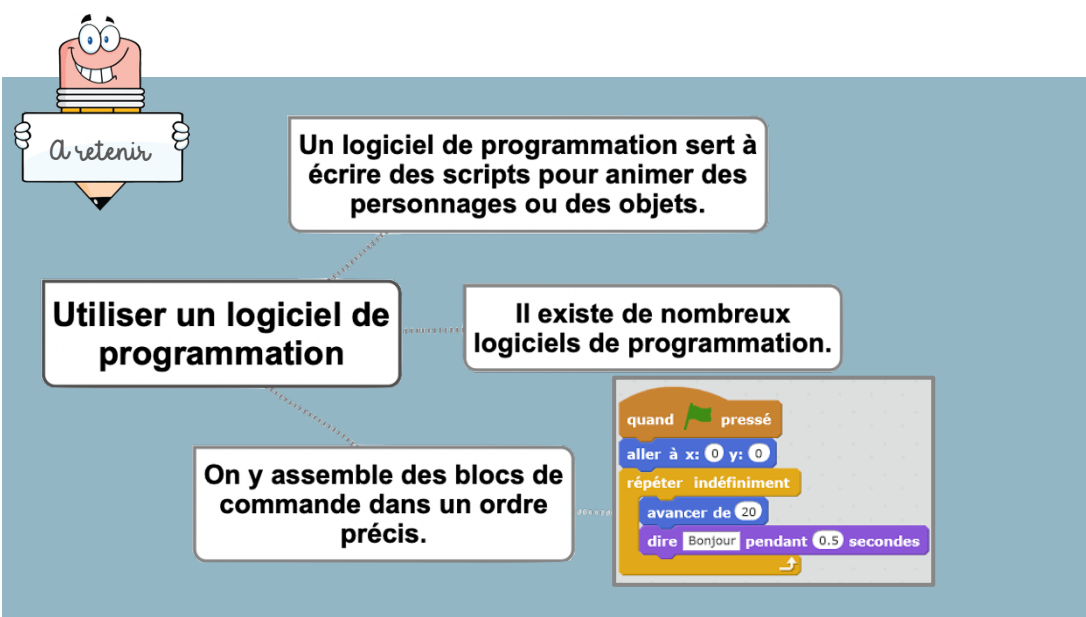 A retenir
Un logiciel de programmation sert à
écrire des scripts pour animer des
personnages ou des objets.
Utiliser un logiciel de
programmation
Il existe de nombreux
logiciels de programmation.
On y assemble des blocs de
commande dans un ordre
précis.
quand pressé
aller à x: 0 y: 0
répéter indéfiniment
avancer de 20
dire Bonjour pendant 0.5 secondes